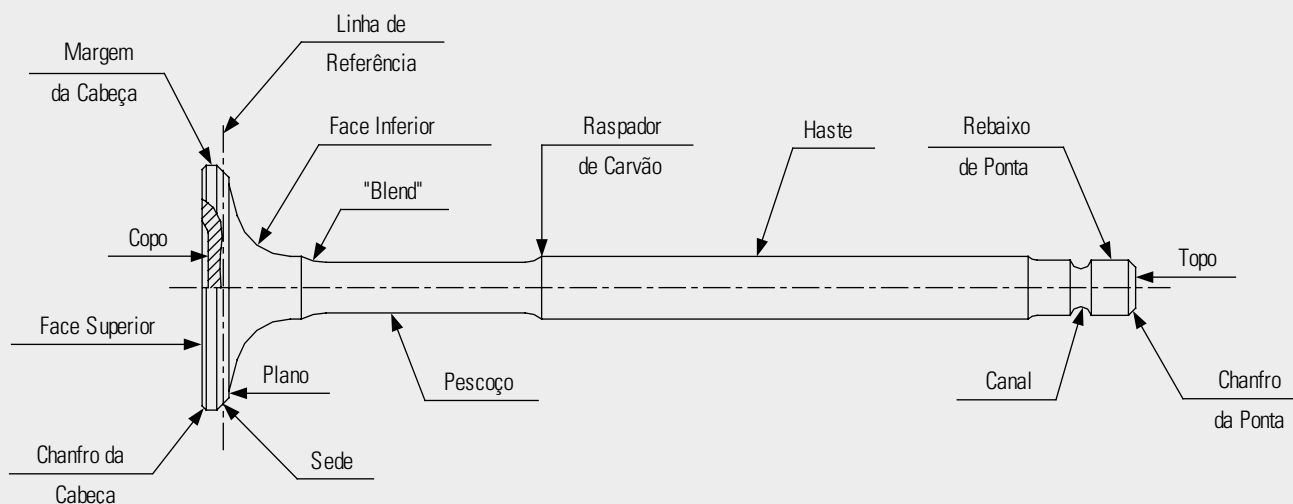 Linha de
Referência
Margem
da Cabeça
Face Inferior
Raspador
de Carvão
Haste
Rebaixo
de Ponta
"Blend"
Copo
Topo
Face Superior
Plano
Pescoço
Canal
Chanfro
da Ponta
Chanfro da
Cabeca
Sede